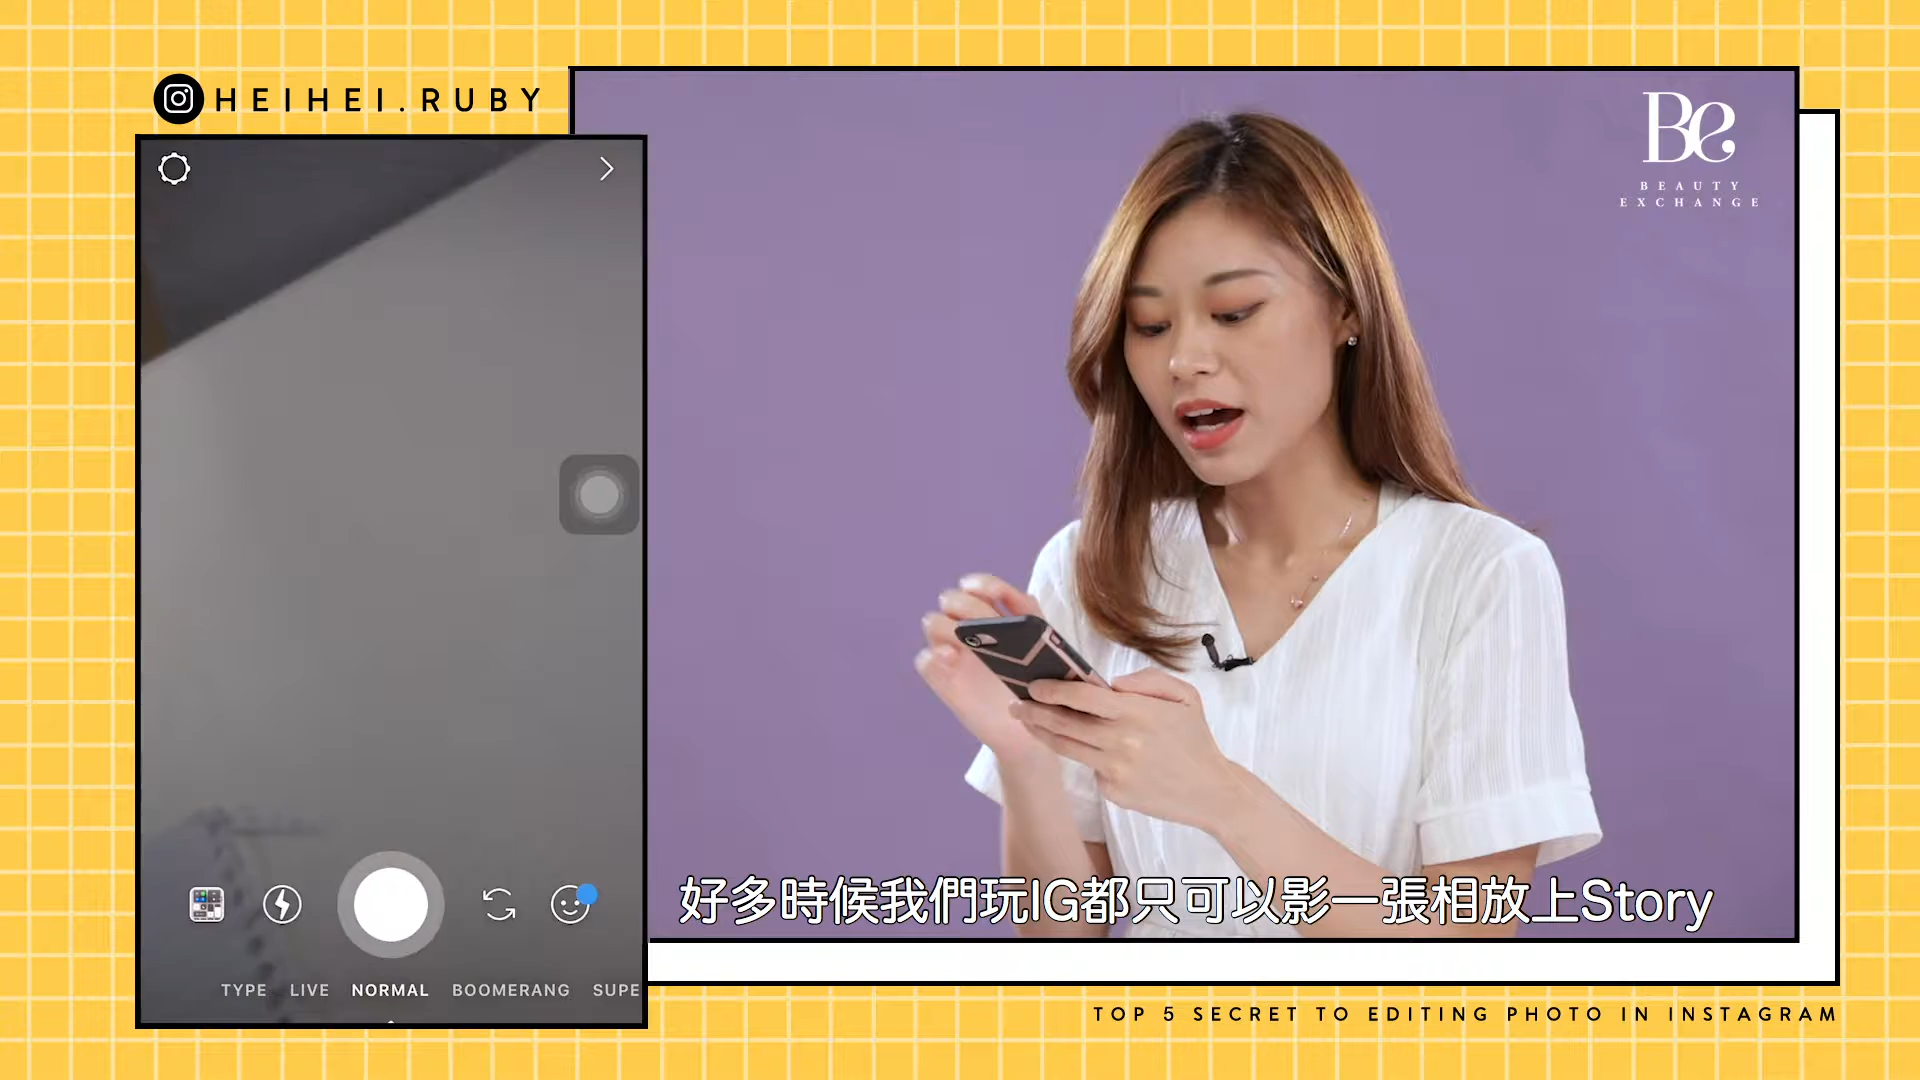 HEIHEI.RUBY
Be
BEAUTY
EXCHANGE
好多時候我們玩IG都只可以影一張相放上Story
TYPE LIVE NORMAL BOOMERANG SUPE
TOP 5 SECRET TO EDITING PHOTO IN INSTAGRAM